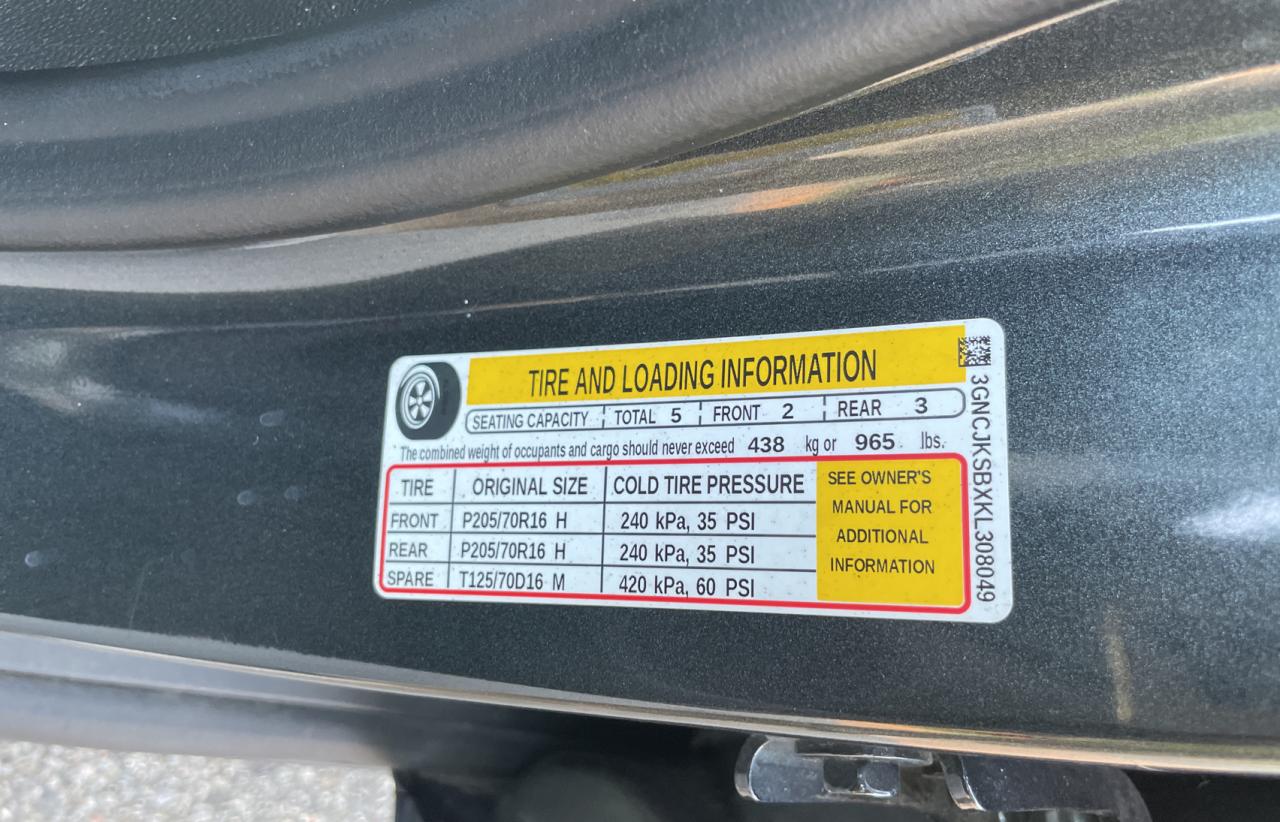 TIRE AND LOADING INFORMATION
SEATING CAPACITY TOTAL 5 FRONT 2 REAR 3
The combined weight of occupants and cargo should never exceed 438 kg or 965 lbs.
TIRE ORIGINAL SIZE COLD TIRE PRESSURE
FRONT P205/70R16 H 240 kPa, 35 PSI
REAR P205/70R16 H 240 kPa, 35 PSI
SPARE T125/70D16 M 420 kPa, 60 PSI
SEE OWNER'S
MANUAL FOR
ADDITIONAL
INFORMATION
3GNCJKSBXKL308049